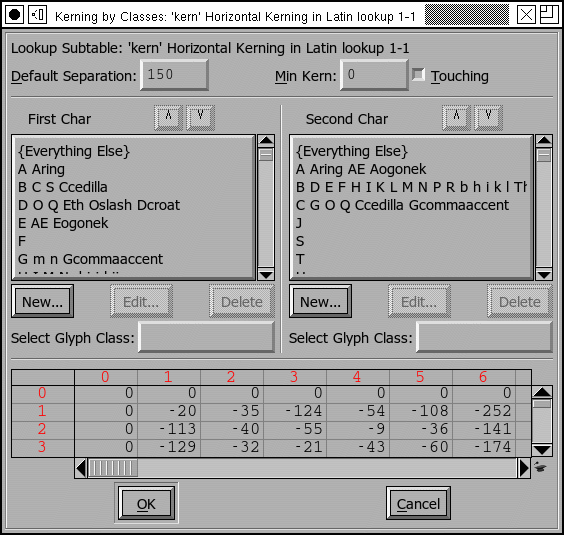 Kerning by Classes: 'kern' Horizontal Kerning in Latin lookup 1-1
Lookup Subtable: 'kern' Horizontal Kerning in Latin lookup 1-1
Default Separation: 150 Min Kern: 0 Touching
First Char
{Everything Else}
A Aring
B C S Ccedilla
D O Q Eth Oslash Dcroat
E AE Eogonek
F
G m n Gcommaaccent
New... Edit... Delete
Select Glyph Class:
Second Char
{Everything Else}
A Aring AE Aogonek
B D E F H I K L M N P R b h i k l Th
C G O Q Ccedilla Gcommaaccent
J
S
T
New... Edit... Delete
Select Glyph Class:
0 1 2 3 4 5 6
0 0 0 0 0 0 0 0
1 0 -20 -35 -124 -54 -108 -252
2 0 -113 -40 -55 -9 -36 -141
3 0 -129 -32 -21 -43 -60 -174
OK Cancel